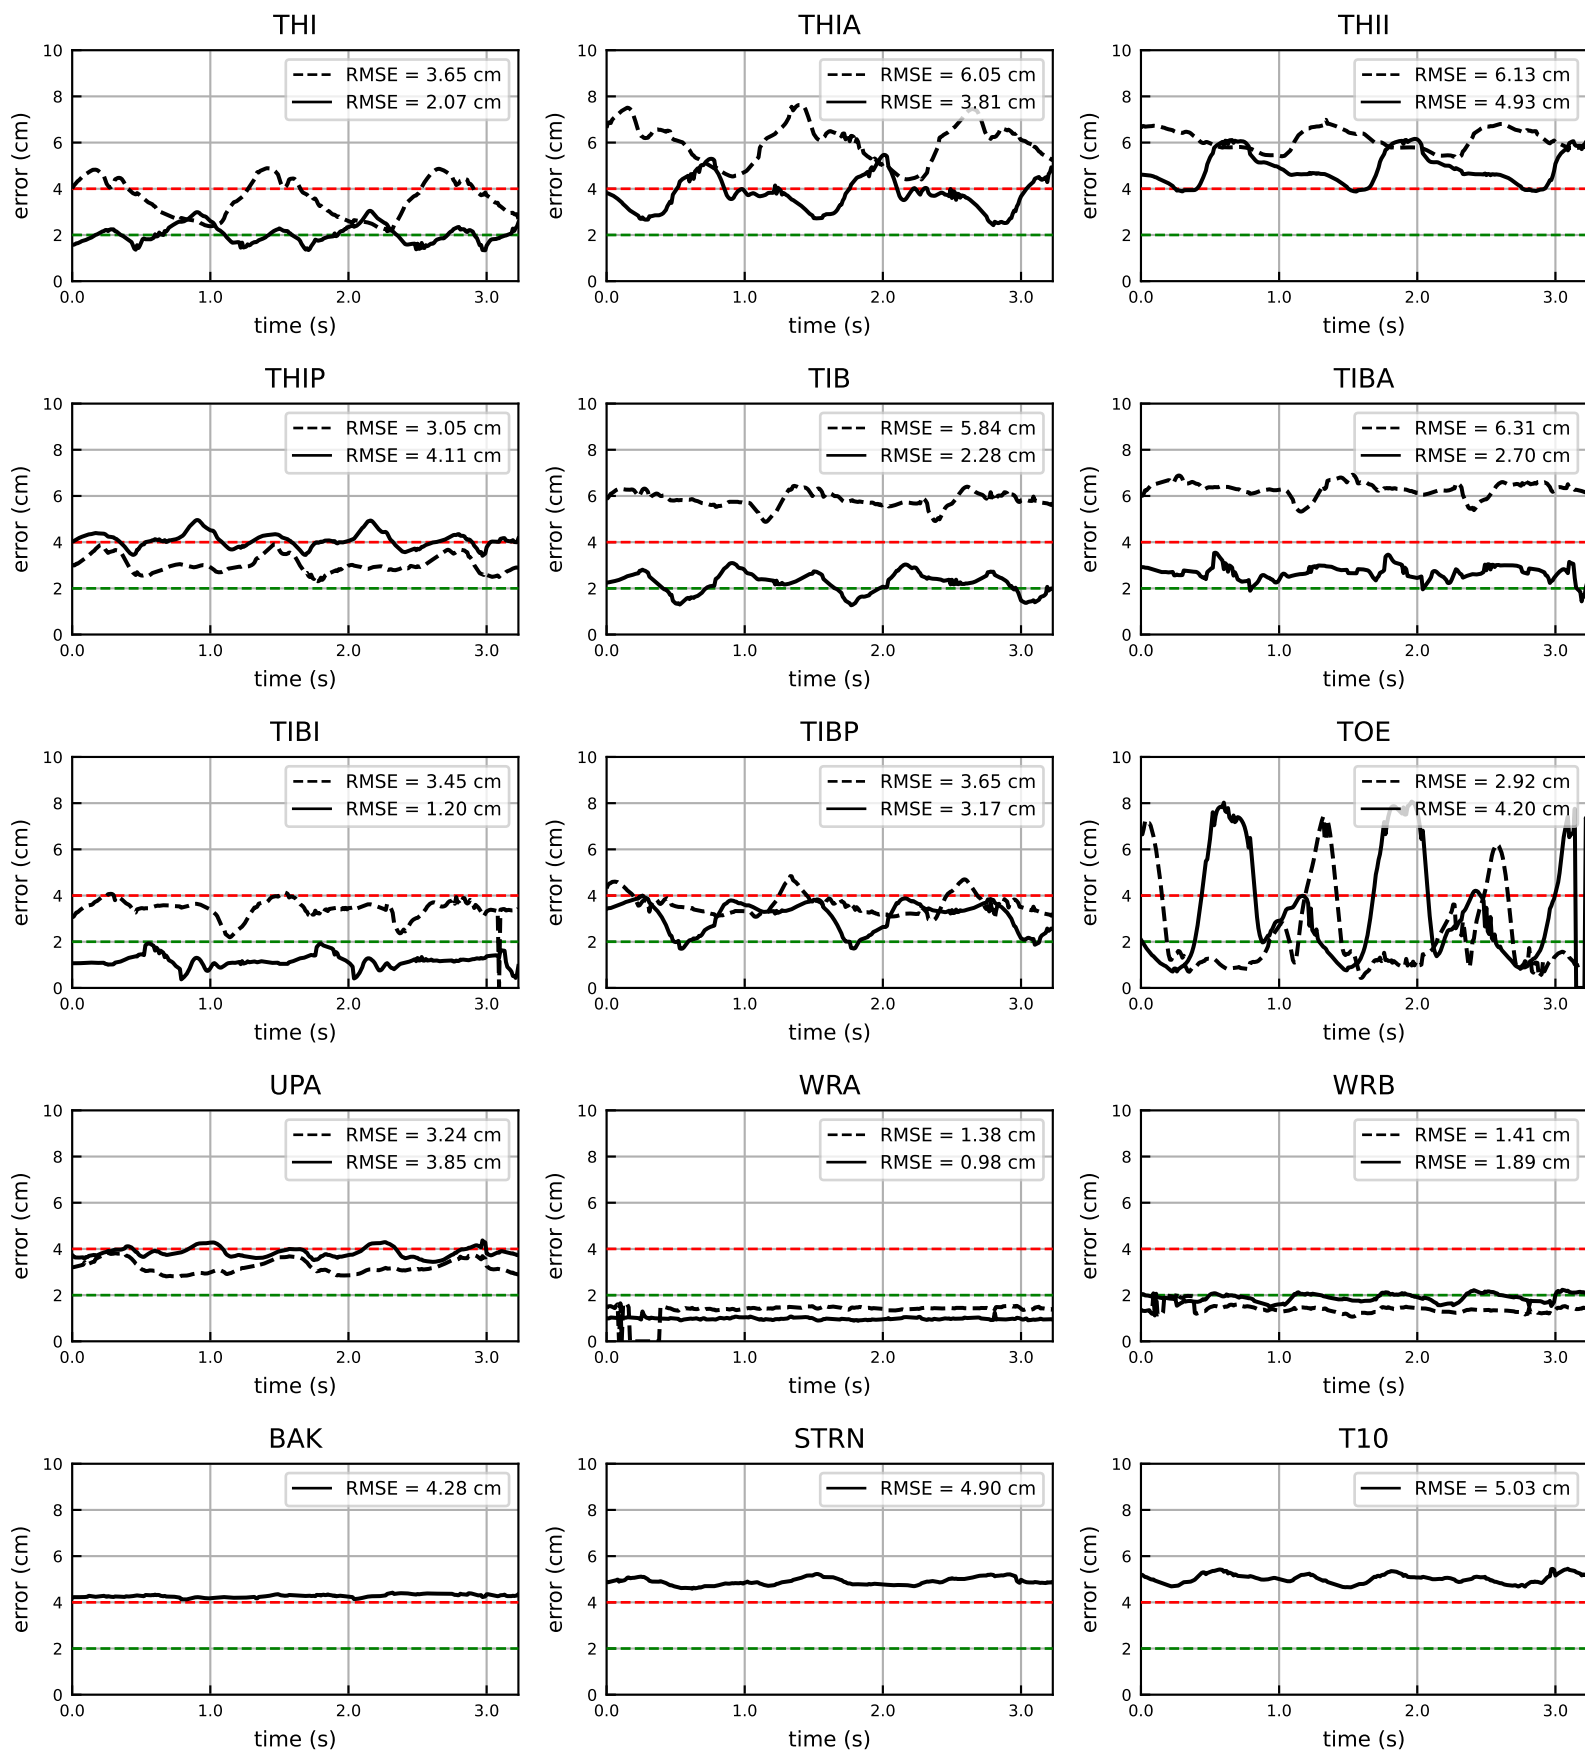 THI
RMSE = 3.65 cm
RMSE = 2.07 cm
error (cm)
10
8
6
4
2
0
0.0 1.0 2.0 3.0
time (s)
THIA
RMSE = 6.05 cm
RMSE = 3.81 cm
error (cm)
10
8
6
4
2
0
0.0 1.0 2.0 3.0
time (s)
THII
RMSE = 6.13 cm
RMSE = 4.93 cm
error (cm)
10
8
6
4
2
0
0.0 1.0 2.0 3.0
time (s)
THIP
RMSE = 3.05 cm
RMSE = 4.11 cm
error (cm)
10
8
6
4
2
0
0.0 1.0 2.0 3.0
time (s)
TIB
RMSE = 5.84 cm
RMSE = 2.28 cm
error (cm)
10
8
6
4
2
0
0.0 1.0 2.0 3.0
time (s)
TIBA
RMSE = 6.31 cm
RMSE = 2.70 cm
error (cm)
10
8
6
4
2
0
0.0 1.0 2.0 3.0
time (s)
TIBI
RMSE = 3.45 cm
RMSE = 1.20 cm
error (cm)
10
8
6
4
2
0
0.0 1.0 2.0 3.0
time (s)
TIBP
RMSE = 3.65 cm
RMSE = 3.17 cm
error (cm)
10
8
6
4
2
0
0.0 1.0 2.0 3.0
time (s)
TOE
RMSE = 2.92 cm
RMSE = 4.20 cm
error (cm)
10
8
6
4
2
0
0.0 1.0 2.0 3.0
time (s)
UPA
RMSE = 3.24 cm
RMSE = 3.85 cm
error (cm)
10
8
6
4
2
0
0.0 1.0 2.0 3.0
time (s)
WRA
RMSE = 1.38 cm
RMSE = 0.98 cm
error (cm)
10
8
6
4
2
0
0.0 1.0 2.0 3.0
time (s)
WRB
RMSE = 1.41 cm
RMSE = 1.89 cm
error (cm)
10
8
6
4
2
0
0.0 1.0 2.0 3.0
time (s)
BAK
RMSE = 4.28 cm
error (cm)
10
8
6
4
2
0
0.0 1.0 2.0 3.0
time (s)
STRN
RMSE = 4.90 cm
error (cm)
10
8
6
4
2
0
0.0 1.0 2.0 3.0
time (s)
T10
RMSE = 5.03 cm
error (cm)
10
8
6
4
2
0
0.0 1.0 2.0 3.0
time (s)